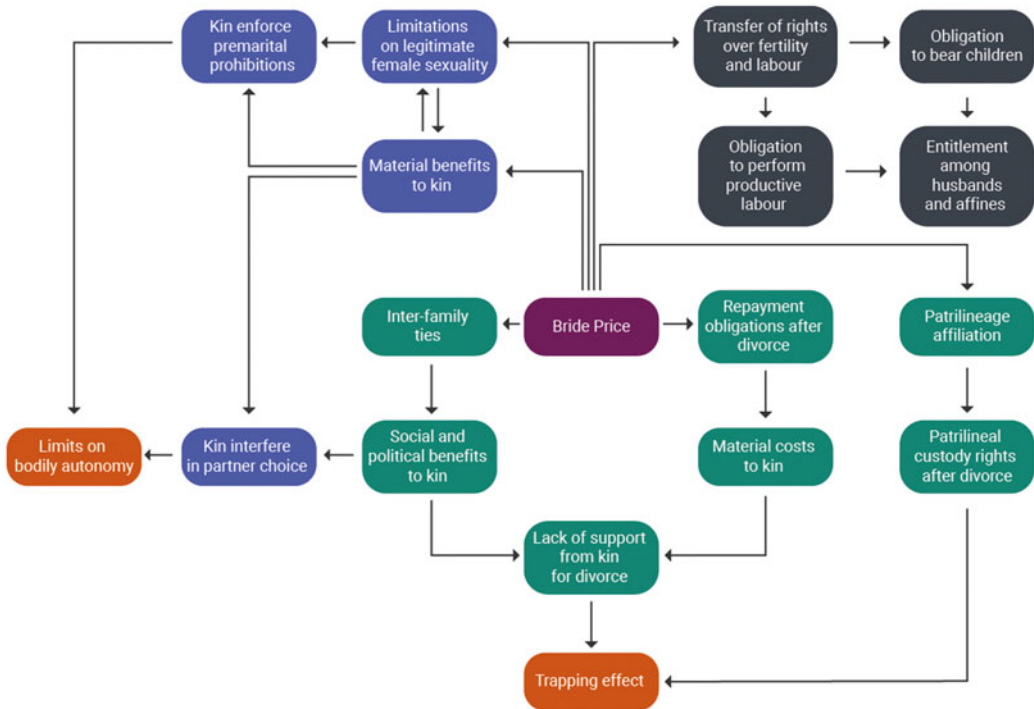 Kin enforce
premarital
prohibitions
Limitations
on legitimate
female sexuality
Transfer of rights
over fertility
and labour
Obligation
to bear children
Material benefits
to kin
Obligation
to perform
productive
labour
Entitlement
among
husbands
and affines
Inter-family
ties
Bride Price
Repayment
obligations after
divorce
Patrilineage
affiliation
Limits on
bodily autonomy
Kin interfere
in partner choice
Social and
political benefits
to kin
Material costs
to kin
Patrilineal
custody rights
after divorce
Lack of support
from kin
for divorce
Trapping effect